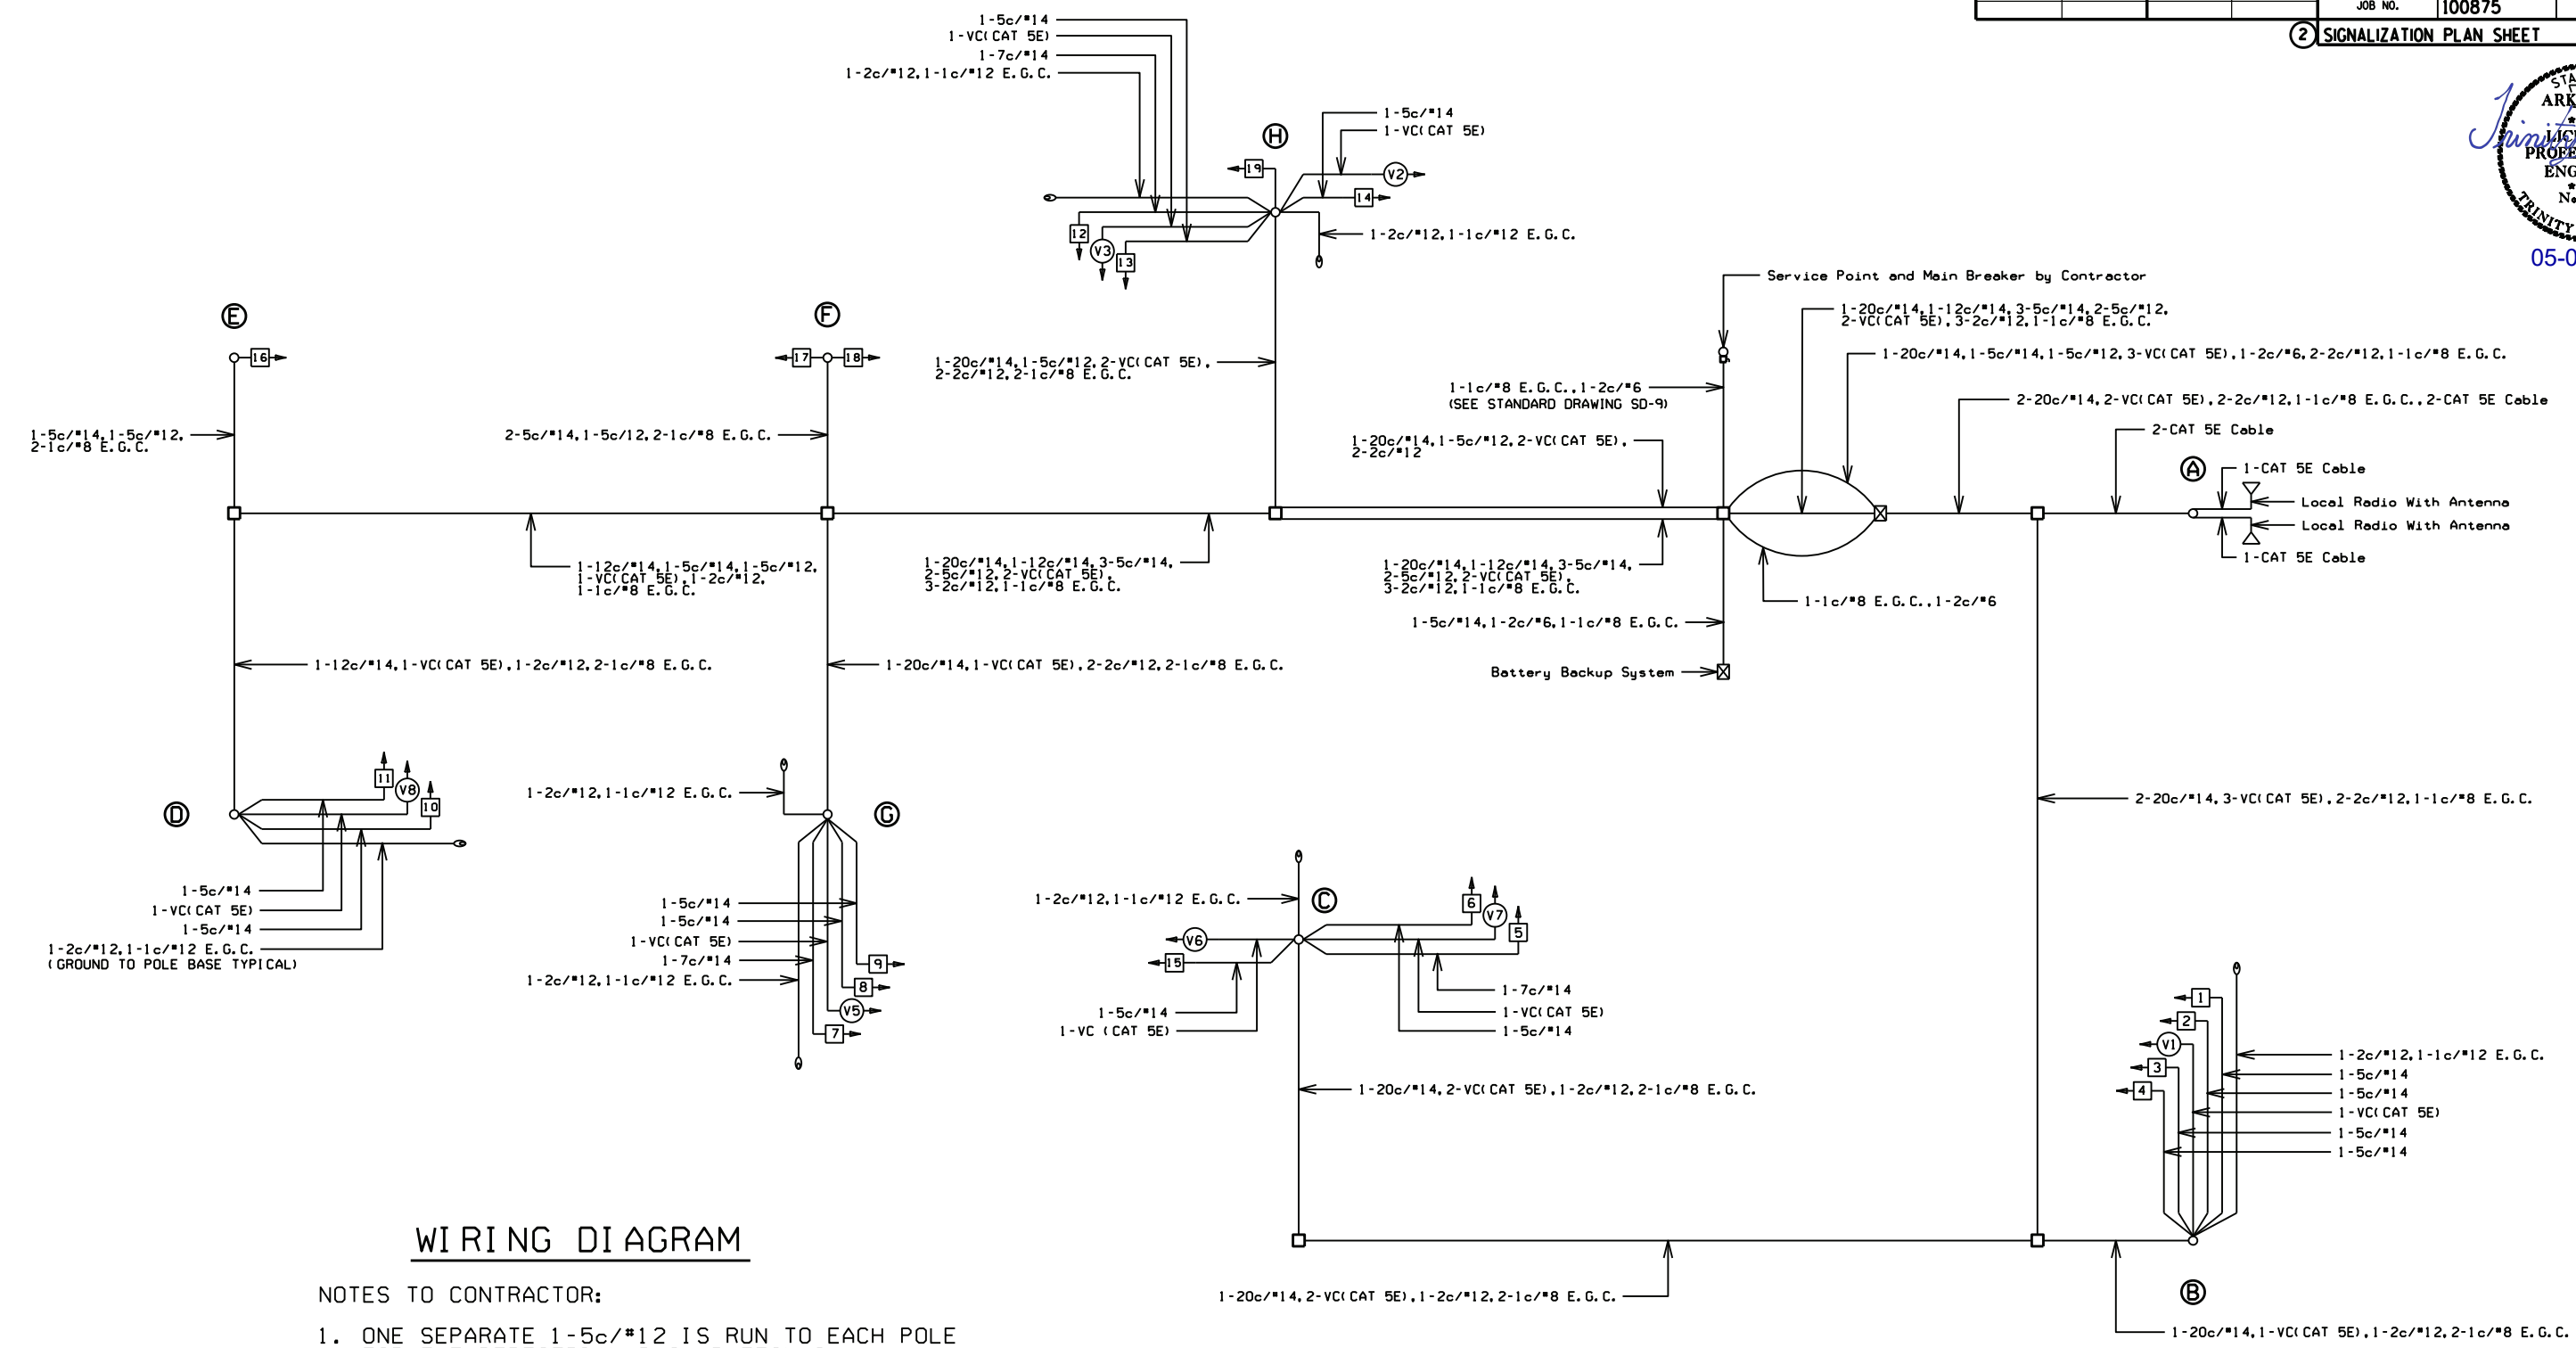 JOB NO. 100875
2 SIGNALIZATION PLAN SHEET
1-5c/#14
1-VC(CAT 5E)
1-7c/#14
1-2c/#12,1-1c/#12 E.G.C.
H
1-5c/#14
1-VC(CAT 5E)
19
V2
14
12
V3
13
1-2c/#12,1-1c/#12 E.G.C.
05-0
Service Point and Main Breaker by Contractor
1-20c/#14,1-12c/#14,3-5c/#14,2-5c/#12,
2-VC(CAT 5E),3-2c/#12,1-1c/#8 E.G.C.
1-20c/#14,1-5c/#14,1-5c/#12,3-VC(CAT 5E),1-2c/#6,2-2c/#12,1-1c/#8 E.G.C.
E
16
F
17
18
1-20c/#14,1-5c/#12,2-VC(CAT 5E),
2-2c/#12,2-1c/#8 E.G.C.
1-1c/#8 E.G.C.,1-2c/#6
(SEE STANDARD DRAWING SD-9)
2-20c/#14,2-VC(CAT 5E),2-2c/#12,1-1c/#8 E.G.C.,2-CAT 5E Cable
1-5c/#14,1-5c/#12,
2-1c/#8 E.G.C.
2-5c/#14,1-5c/12,2-1c/#8 E.G.C.
1-20c/#14,1-5c/#12,2-VC(CAT 5E),
2-2c/#12
2-CAT 5E Cable
A
1-CAT 5E Cable
Local Radio With Antenna
Local Radio With Antenna
1-CAT 5E Cable
1-12c/#14,1-5c/#14,1-5c/#12,
1-VC(CAT 5E),1-2c/#12,
1-1c/#8 E.G.C.
1-20c/#14,1-12c/#14,3-5c/#14,
2-5c/#12,2-VC(CAT 5E),
3-2c/#12,1-1c/#8 E.G.C.
1-20c/#14,1-12c/#14,3-5c/#14,
2-5c/#12,2-VC(CAT 5E),
3-2c/#12,1-1c/#8 E.G.C.
1-1c/#8 E.G.C.,1-2c/#6
1-5c/#14,1-2c/#6,1-1c/#8 E.G.C.
1-12c/#14,1-VC(CAT 5E),1-2c/#12,2-1c/#8 E.G.C.
1-20c/#14,1-VC(CAT 5E),2-2c/#12,2-1c/#8 E.G.C.
Battery Backup System
11
V8
10
D
1-2c/#12,1-1c/#12 E.G.C.
G
2-20c/#14,3-VC(CAT 5E),2-2c/#12,1-1c/#8 E.G.C.
1-5c/#14
1-VC(CAT 5E)
1-5c/#14
1-2c/#12,1-1c/#12 E.G.C.
(GROUND TO POLE BASE TYPICAL)
1-5c/#14
1-5c/#14
1-VC(CAT 5E)
1-7c/#14
1-2c/#12,1-1c/#12 E.G.C.
9
8
V5
7
1-2c/#12,1-1c/#12 E.G.C.
C
6
V7
5
V6
15
1-5c/#14
1-VC (CAT 5E)
1-7c/#14
1-VC(CAT 5E)
1-5c/#14
1-20c/#14,2-VC(CAT 5E),1-2c/#12,2-1c/#8 E.G.C.
1
2
V1
3
4
1-2c/#12,1-1c/#12 E.G.C.
1-5c/#14
1-5c/#14
1-VC(CAT 5E)
1-5c/#14
1-5c/#14
B
1-20c/#14,2-VC(CAT 5E),1-2c/#12,2-1c/#8 E.G.C.
1-20c/#14,1-VC(CAT 5E),1-2c/#12,2-1c/#8 E.G.C.
WIRING DIAGRAM
NOTES TO CONTRACTOR:
1. ONE SEPARATE 1-5c/#12 IS RUN TO EACH POLE